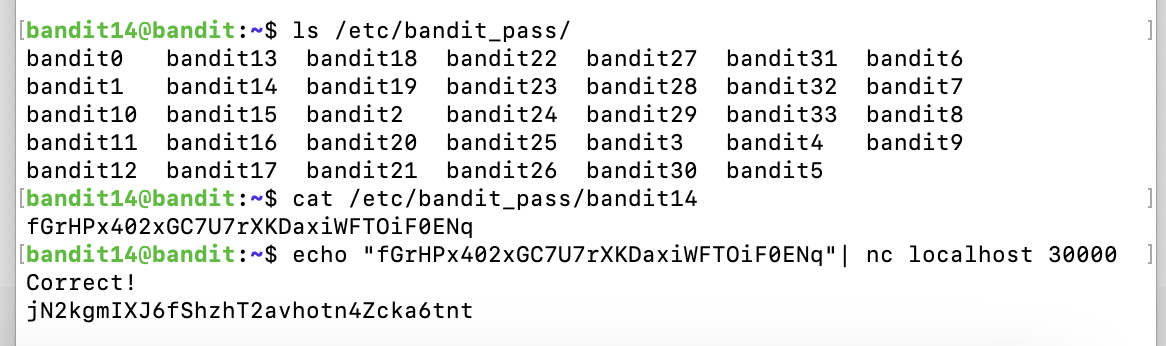 [bandit14@bandit:~$ ls /etc/bandit_pass/ ]
bandit0 bandit13 bandit18 bandit22 bandit27 bandit31 bandit6
bandit1 bandit14 bandit19 bandit23 bandit28 bandit32 bandit7
bandit10 bandit15 bandit2 bandit24 bandit29 bandit33 bandit8
bandit11 bandit16 bandit20 bandit25 bandit3 bandit4 bandit9
bandit12 bandit17 bandit21 bandit26 bandit30 bandit5
[bandit14@bandit:~$ cat /etc/bandit_pass/bandit14 ]
fGrHPx402xGC7U7rXKDaxiWFTOiF0ENq
[bandit14@bandit:~$ echo "fGrHPx402xGC7U7rXKDaxiWFTOiF0ENq"| nc localhost 30000 ]
Correct!
jN2kgmIXJ6fShzhT2avhotn4Zcka6tnt